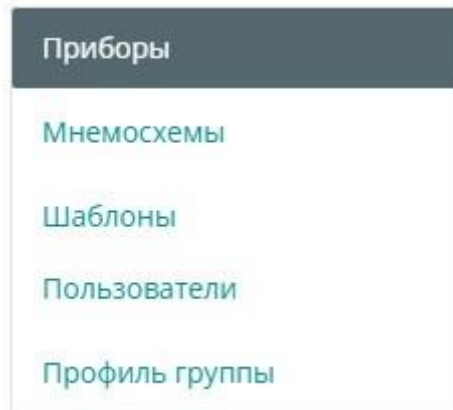 Приборы
Мнемосхемы
Шаблоны
Пользователи
Профиль группы